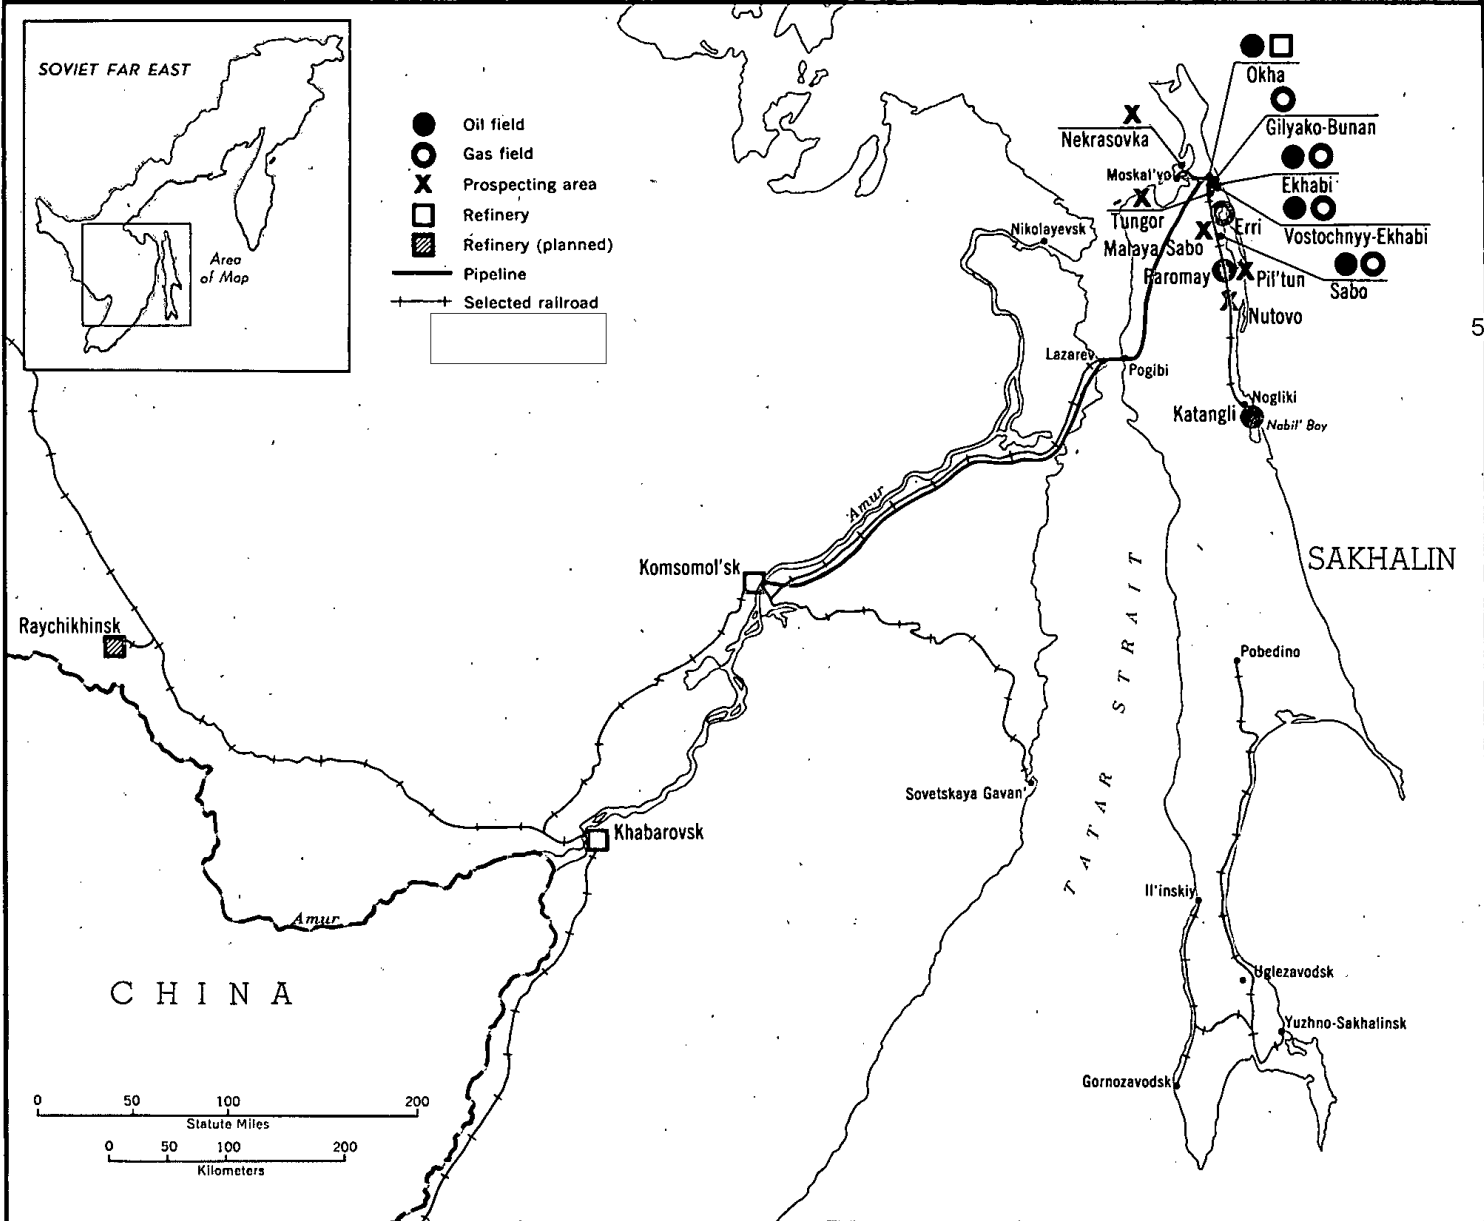 SOVIET FAR EAST
Area
of Map
Oil field
Gas field
Prospecting area
Refinery
Refinery (planned)
Pipeline
Selected railroad
Okha
Gilyako-Bunan
Nekrasovka
Ekhabi
Moskal'vo
Tungor
Vostochnyy-Ekhabi
Erri
Malaya Sabo
Nikolayevsk
Paromay
Pil'tun
Sabo
Nutovo
5
Lazarev
Pogibi
Nogliki
Katangli
Nabil' Bay
Amur
SAKHALIN
Komsomol'sk
TATAR STRAIT
Raychikhinsk
Pobedino
Sovetskaya Gavan'
Khabarovsk
Il'inskiy
Amur
CHINA
Uglezavodsk
Yuzhno-Sakhalinsk
Gornozavodsk
0 50 100 200
Statute Miles
0 50 100 200
Kilometers